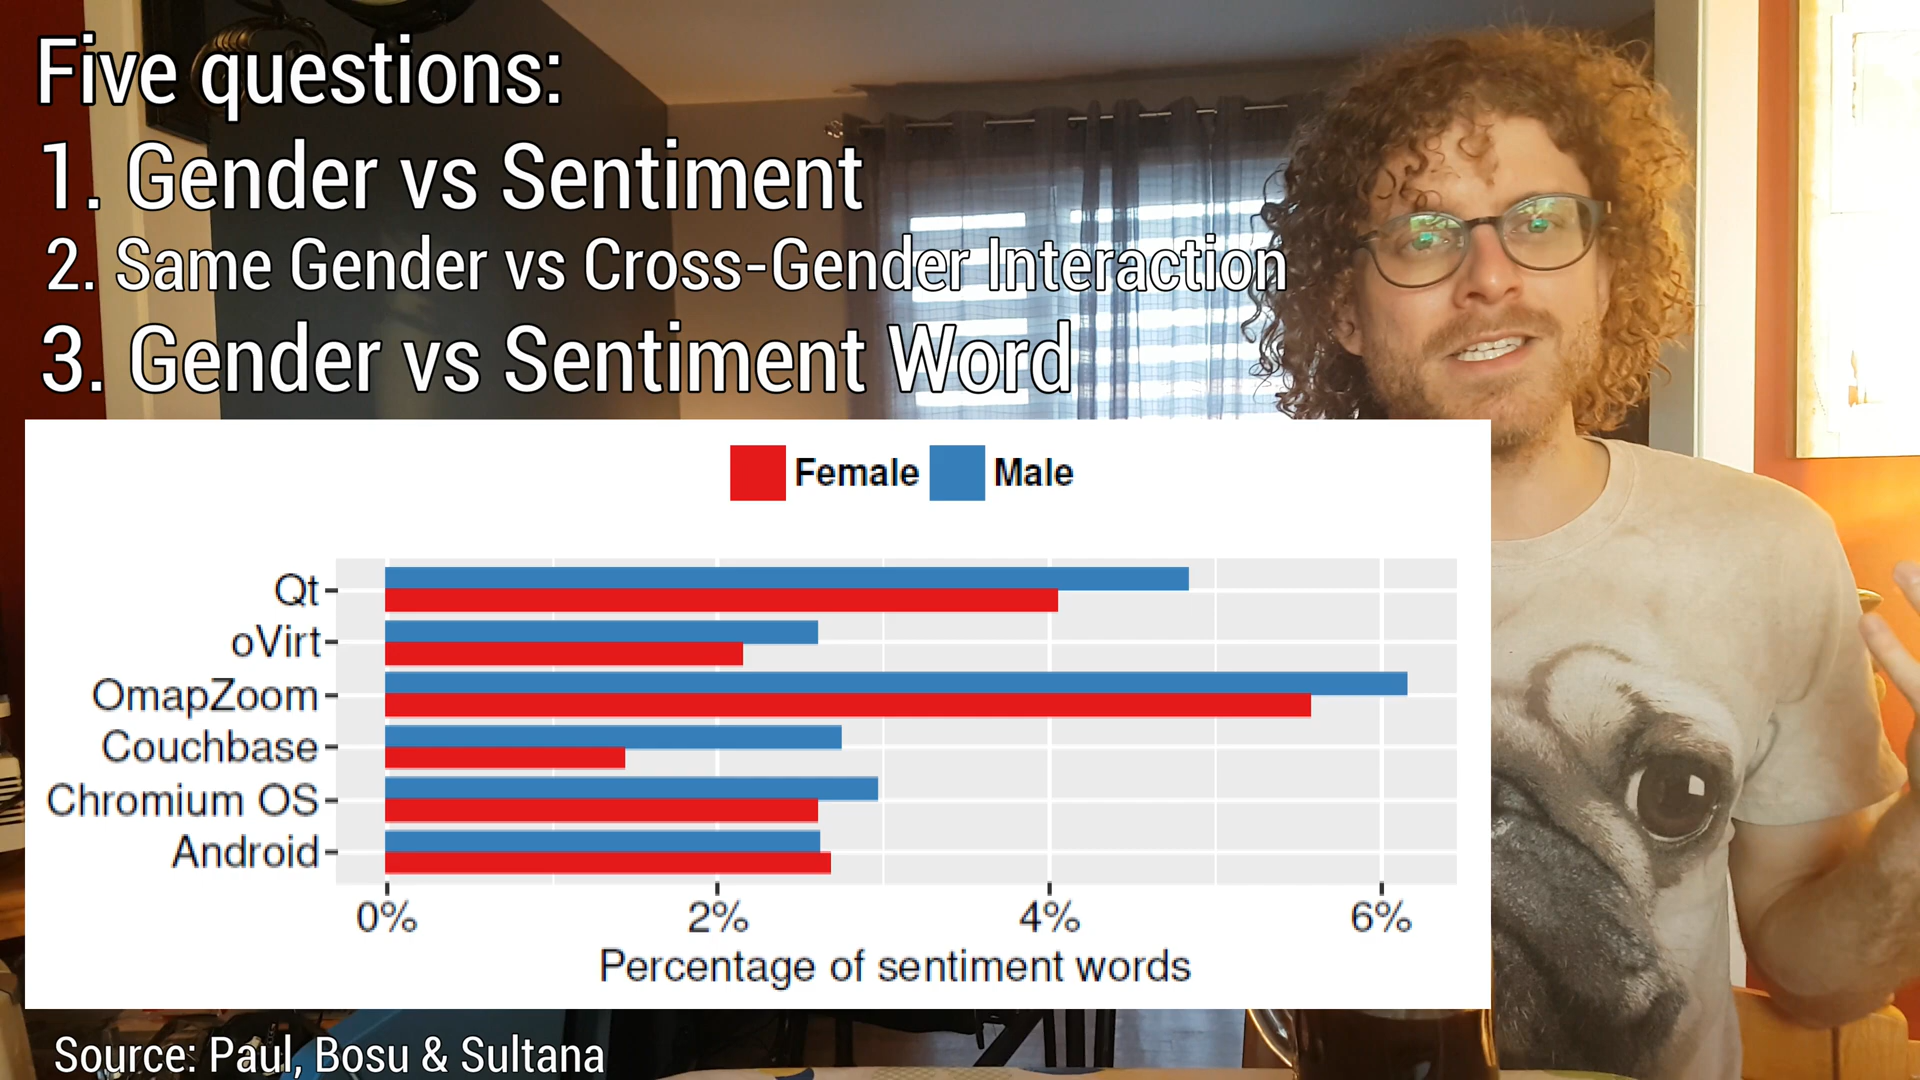 Five questions:
1. Gender vs Sentiment
2. Same Gender vs Cross-Gender Interaction
3. Gender vs Sentiment Word
Female Male
Qt
oVirt
OmapZoom
Couchbase
Chromium OS
Android
0% 2% 4% 6%
Percentage of sentiment words
Source: Paul, Bosu & Sultana